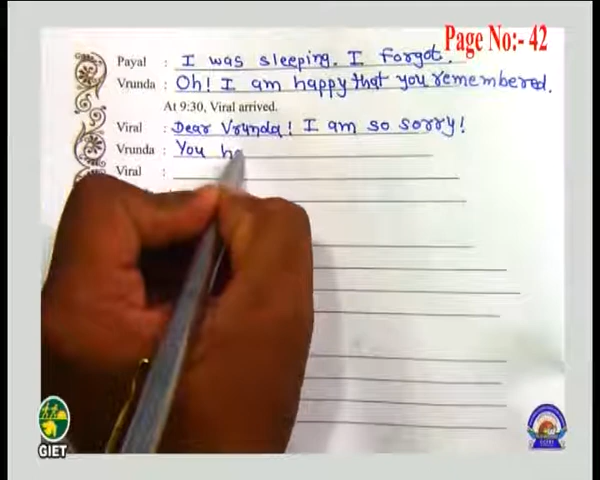 Page No:- 42
Payal : I was sleeping. I forgot.
Vrunda : Oh! I am happy that you remembered.
At 9:30, Viral arrived.
Viral : Dear Vrunda! I am so sorry!
Vrunda : You ha
Viral :
GIET